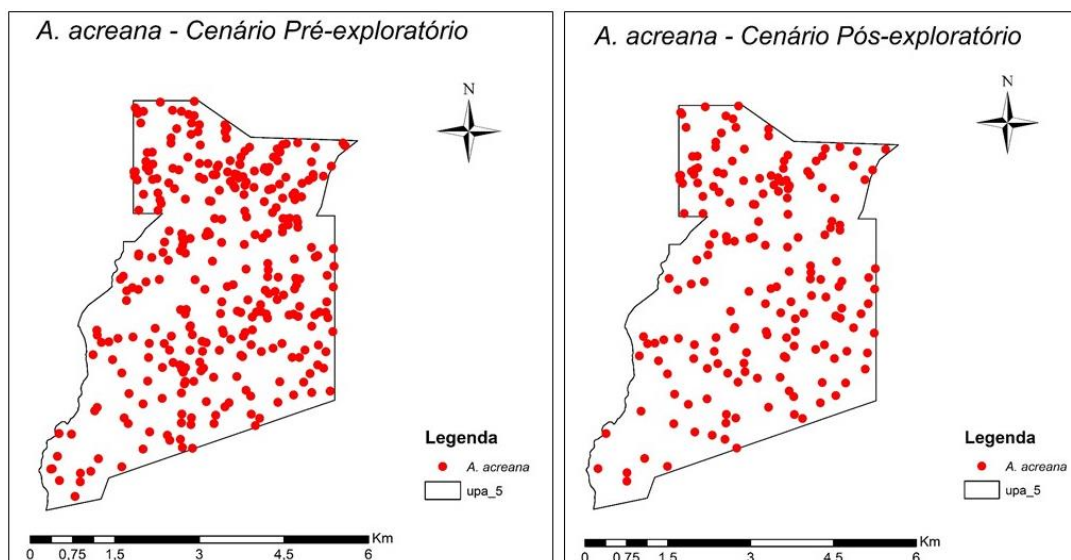 A. acreana - Cenário Pré-exploratório
N
Legenda
A. acreana
upa_5
Km
0 0,75 1,5 3 4,5 6
A. acreana - Cenário Pós-exploratório
N
Legenda
A. acreana
upa_5
Km
0 0,75 1,5 3 4,5 6